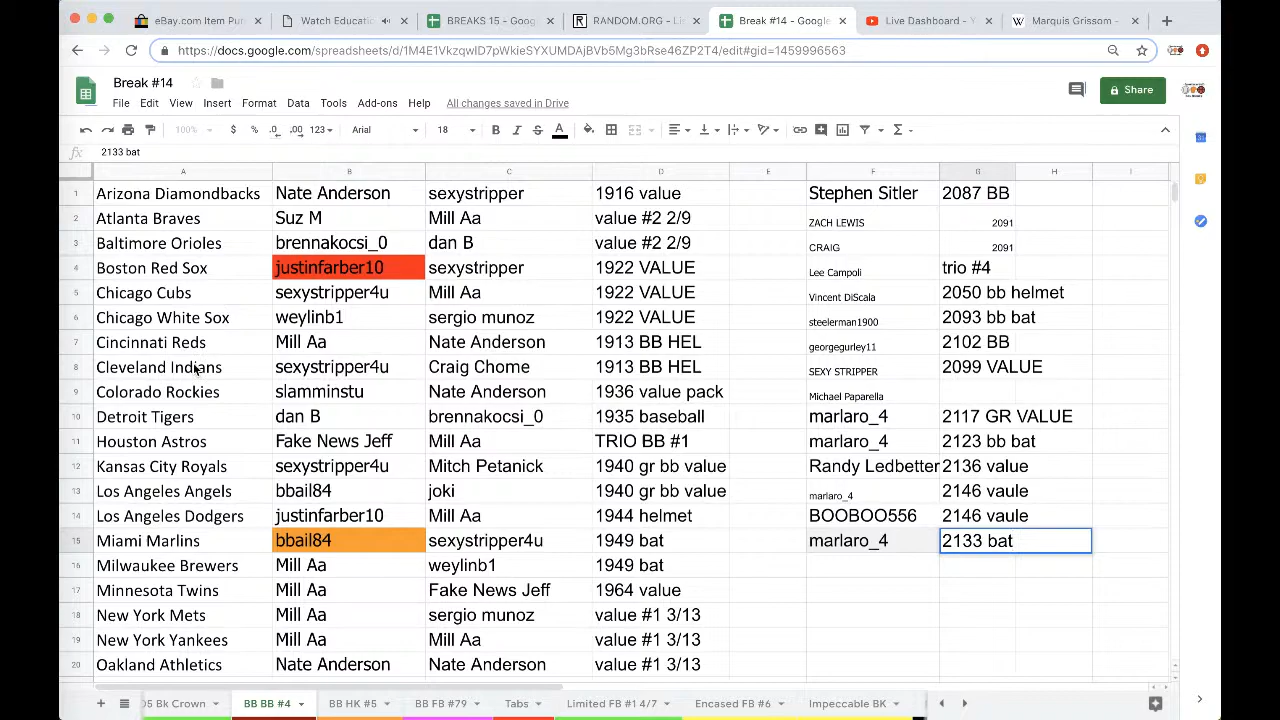 eBay.com Item Pu
Watch Educatio
BREAKS 15 - Goog
RANDOM.ORG - Li
Break #14 - Google
Live Dashboard - Y
Marquis Grissom -
https://docs.google.com/spreadsheets/d/1M4E1VkzqwID7pWKieSYXUMDAjBVb5Mg3bRse46ZP2T4/edit#gid=1459996563
Break #14
File Edit View Insert Format Data Tools Add-ons Help All changes saved in Drive
Share
100% $ % .0 .00 123 Arial 18 B I S A
fx 2133 bat
A B C D E F G H I
1 Arizona Diamondbacks Nate Anderson sexystripper 1916 value Stephen Sitler 2087 BB
2 Atlanta Braves Suz M Mill Aa value #2 2/9 ZACH LEWIS 2091
3 Baltimore Orioles brennakocsi_0 dan B value #2 2/9 CRAIG 2091
4 Boston Red Sox justinfarber10 sexystripper 1922 VALUE Lee Campoli trio #4
5 Chicago Cubs sexystripper4u Mill Aa 1922 VALUE Vincent DiScala 2050 bb helmet
6 Chicago White Sox weylinb1 sergio munoz 1922 VALUE steelerman1900 2093 bb bat
7 Cincinnati Reds Mill Aa Nate Anderson 1913 BB HEL georgegurley11 2102 BB
8 Cleveland Indians sexystripper4u Craig Chome 1913 BB HEL SEXY STRIPPER 2099 VALUE
9 Colorado Rockies slamminstu Nate Anderson 1936 value pack Michael Paparella
10 Detroit Tigers dan B brennakocsi_0 1935 baseball marlaro_4 2117 GR VALUE
11 Houston Astros Fake News Jeff Mill Aa TRIO BB #1 marlaro_4 2123 bb bat
12 Kansas City Royals sexystripper4u Mitch Petanick 1940 gr bb value Randy Ledbetter 2136 value
13 Los Angeles Angels bbail84 joki 1940 gr bb value marlaro_4 2146 vaule
14 Los Angeles Dodgers justinfarber10 Mill Aa 1944 helmet BOOBOO556 2146 vaule
15 Miami Marlins bbail84 sexystripper4u 1949 bat marlaro_4 2133 bat
16 Milwaukee Brewers Mill Aa weylinb1 1949 bat
17 Minnesota Twins Mill Aa Fake News Jeff 1964 value
18 New York Mets Mill Aa sergio munoz value #1 3/13
19 New York Yankees Mill Aa Mill Aa value #1 3/13
20 Oakland Athletics Nate Anderson Nate Anderson value #1 3/13
05 Bk Crown BB BB #4 BB HK #5 BB FB #9 Tabs Limited FB #1 4/7 Encased FB #6 Impeccable BK